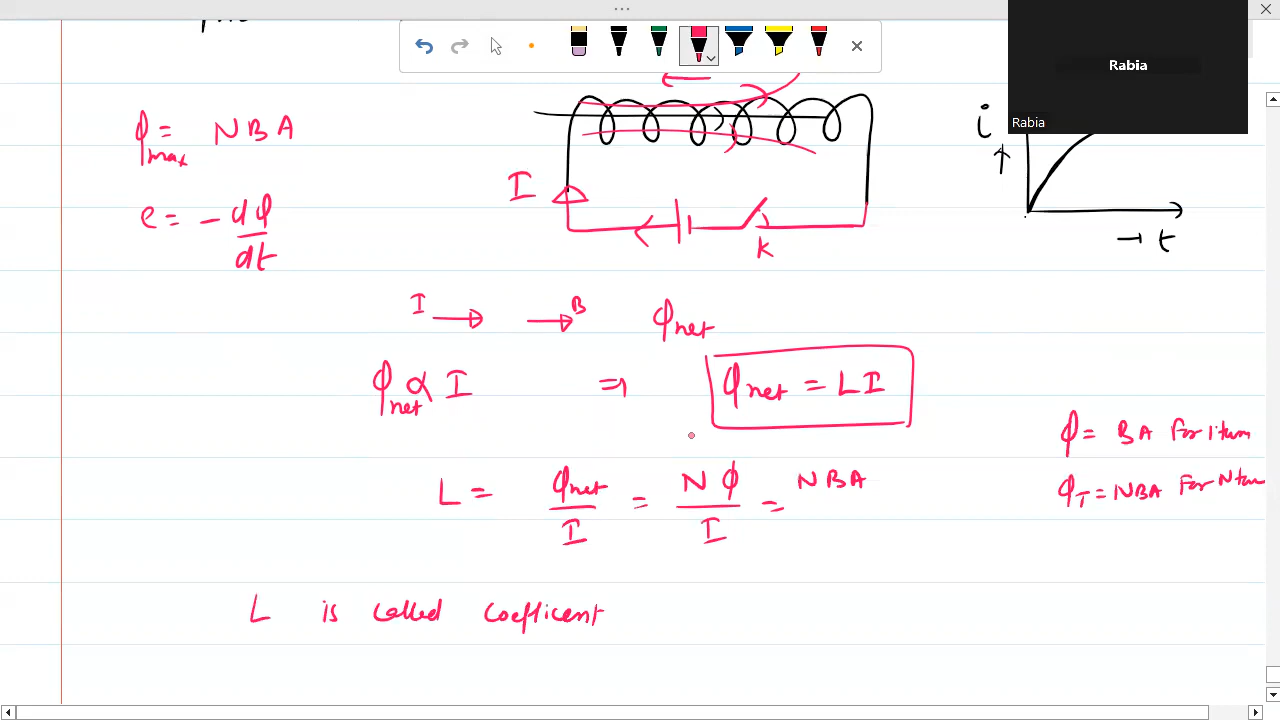 Rabia
Rabia
φmax = NBA
e = - dφ/dt
I
k
i
→ t
I → → B φnet
φnet ∝ I ⇒ φnet = LI
φ = BA For 1 turn
L = φnet/I = Nφ/I = NBA
φT = NBA For N turn
L is called coefficent